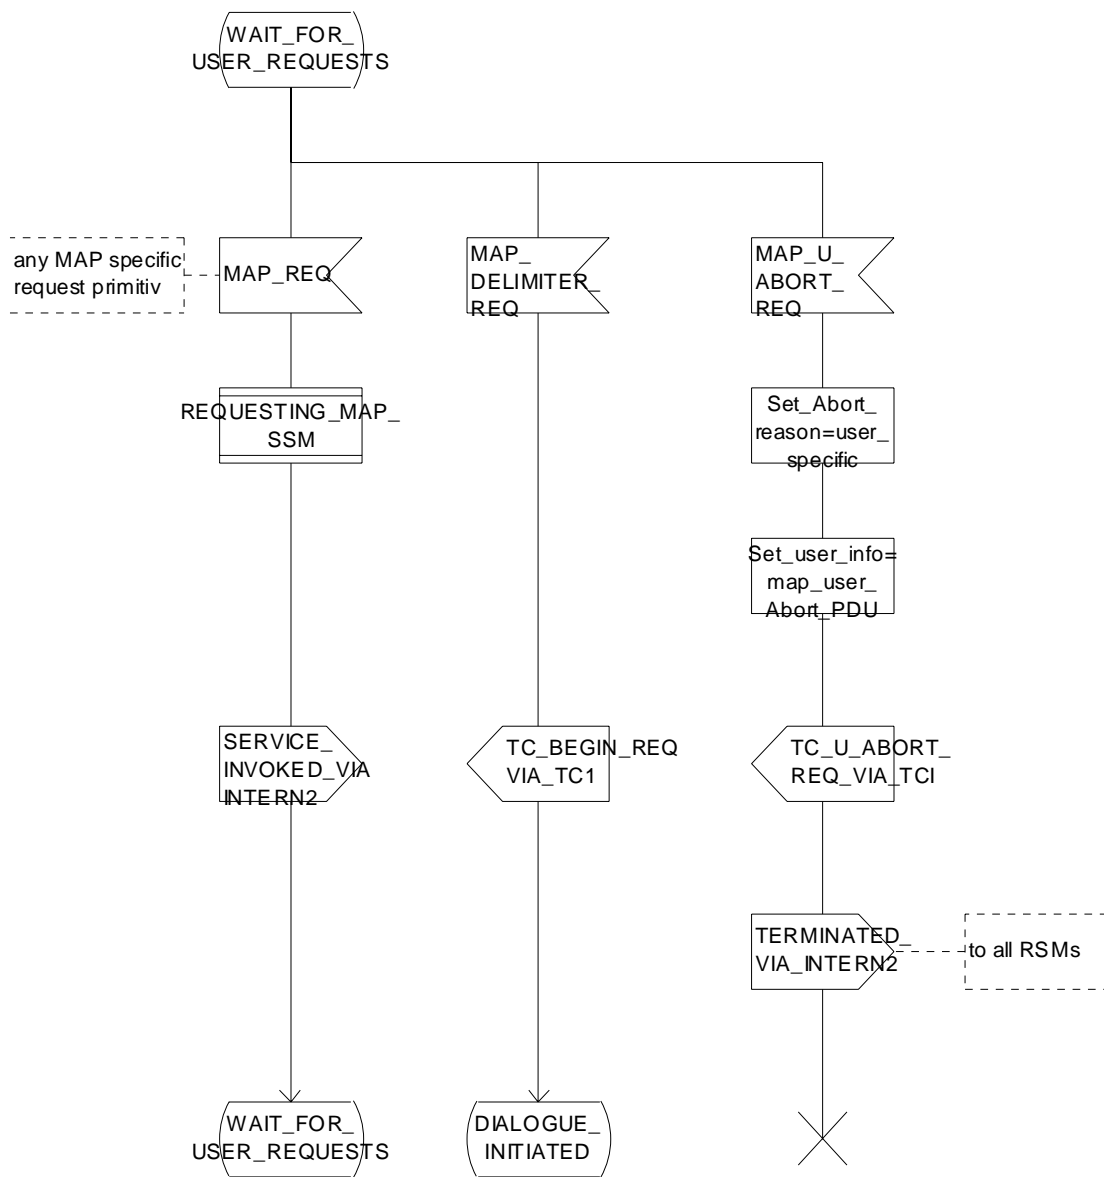 WAIT_FOR_
USER_REQUESTS
any MAP specific
request primitiv
MAP_REQ
MAP_
DELIMITER_
REQ
MAP_U_
ABORT_
REQ
REQUESTING_MAP_
SSM
Set_Abort_
reason=user_
specific
Set_user_info=
map_user_
Abort_PDU
SERVICE_
INVOKED_VIA
INTERN2
TC_BEGIN_REQ
VIA_TC1
TC_U_ABORT_
REQ_VIA_TCI
TERMINATED_
VIA_INTERN2
to all RSMs
WAIT_FOR_
USER_REQUESTS
DIALOGUE_
INITIATED